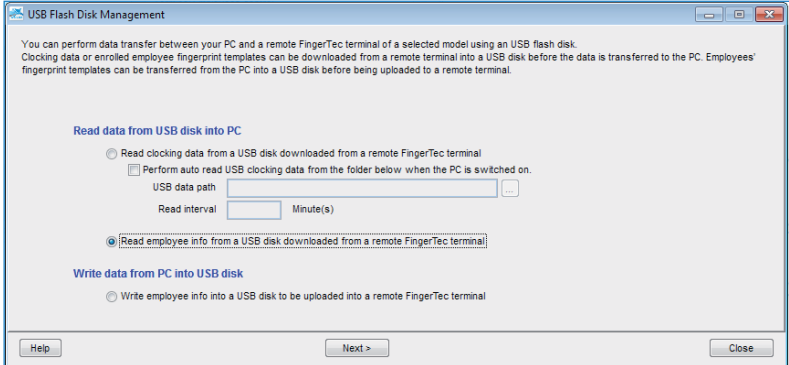 USB Flash Disk Management
You can perform data transfer between your PC and a remote FingerTec terminal of a selected model using an USB flash disk.
Clocking data or enrolled employee fingerprint templates can be downloaded from a remote terminal into a USB disk before the data is transferred to the PC. Employees'
fingerprint templates can be transferred from the PC into a USB disk before being uploaded to a remote terminal.
Read data from USB disk into PC
Read clocking data from a USB disk downloaded from a remote FingerTec terminal
Perform auto read USB clocking data from the folder below when the PC is switched on.
USB data path ...
Read interval Minute(s)
Read employee info from a USB disk downloaded from a remote FingerTec terminal
Write data from PC into USB disk
Write employee info into a USB disk to be uploaded into a remote FingerTec terminal
Help Next > Close